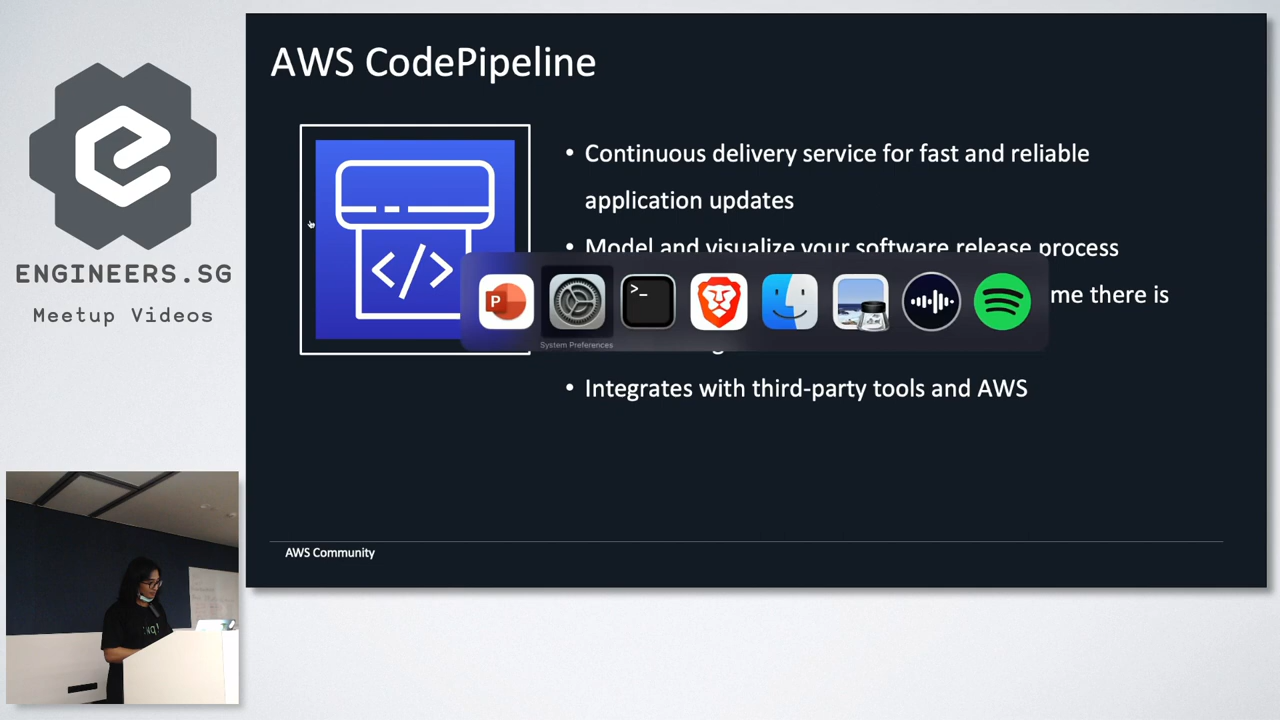 AWS CodePipeline
• Continuous delivery service for fast and reliable
application updates
• Model and visualize your software release process
me there is
• Integrates with third-party tools and AWS
</>
P
>_
System Preferences
AWS Community
ENGINEERS.SG
Meetup Videos